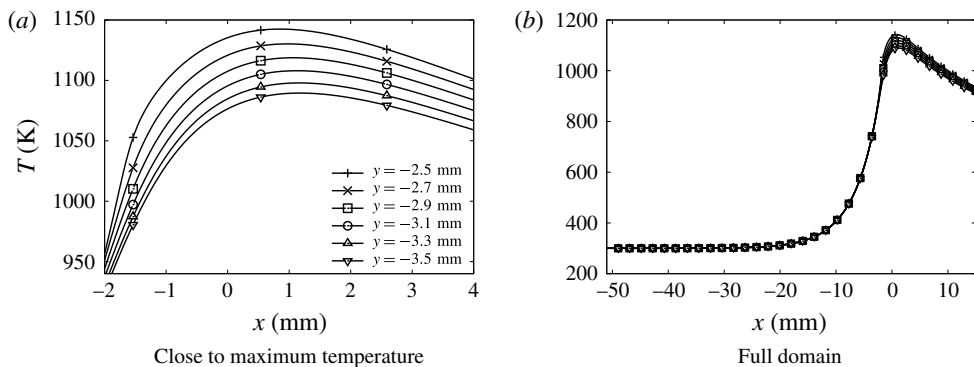 (a)
1150
1100
1050
1000
950
T (K)
−2
−1
0
1
2
3
4
x (mm)
y = −2.5 mm
y = −2.7 mm
y = −2.9 mm
y = −3.1 mm
y = −3.3 mm
y = −3.5 mm
Close to maximum temperature
(b)
1200
1000
800
600
400
200
−50
−40
−30
−20
−10
0
10
x (mm)
Full domain